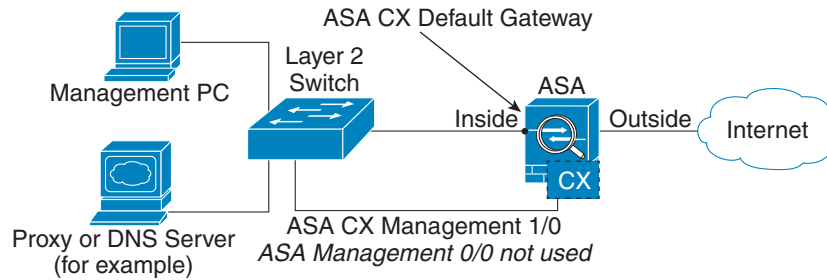 ASA CX Default Gateway
Layer 2
Switch
ASA
Management PC
Inside
Outside
Internet
CX
Proxy or DNS Server
(for example)
ASA CX Management 1/0
ASA Management 0/0 not used